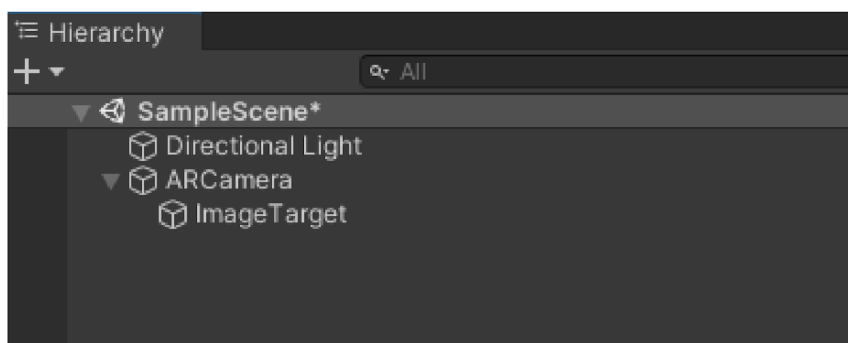 Hierarchy
All
SampleScene*
Directional Light
ARCamera
ImageTarget